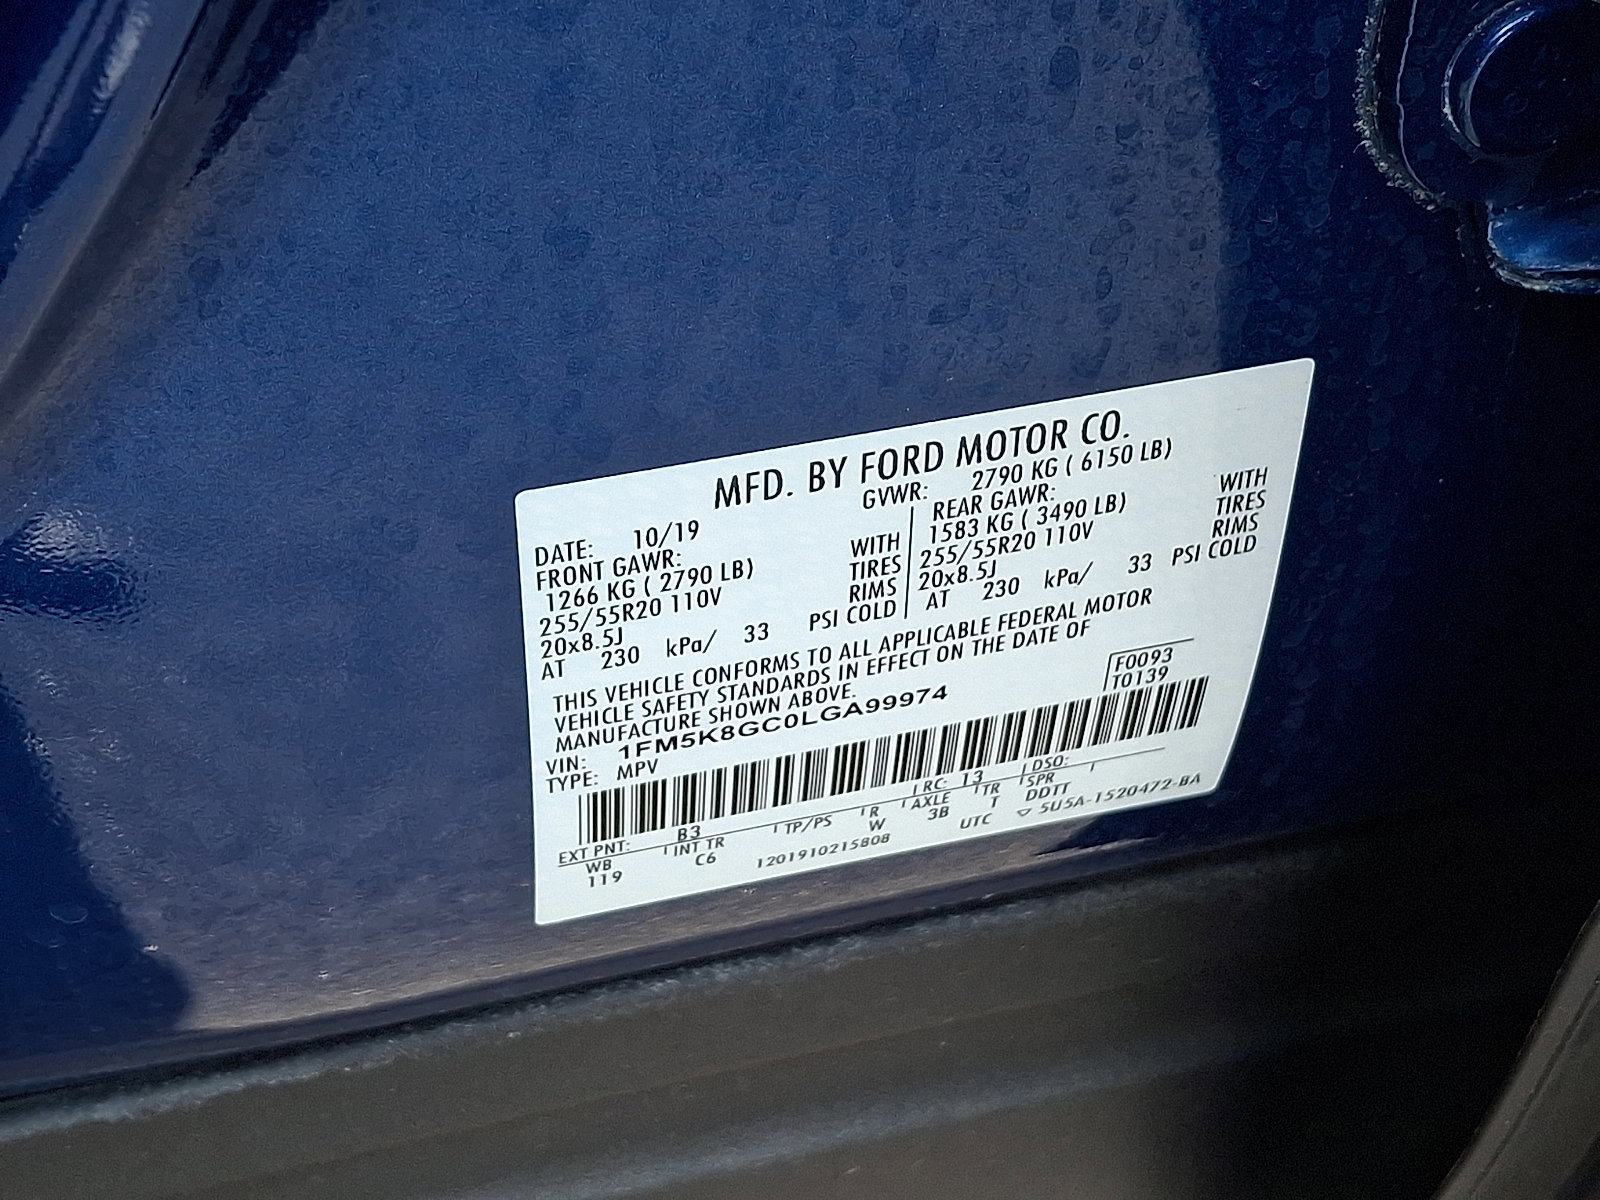 MFD. BY FORD MOTOR CO.
DATE: 10/19 GVWR: 2790 KG ( 6150 LB)
FRONT GAWR: REAR GAWR:
1266 KG ( 2790 LB) WITH 1583 KG ( 3490 LB) WITH
255/55R20 110V TIRES 255/55R20 110V TIRES
20x8.5J RIMS 20x8.5J RIMS
AT 230 kPa/ 33 PSI COLD AT 230 kPa/ 33 PSI COLD
THIS VEHICLE CONFORMS TO ALL APPLICABLE FEDERAL MOTOR
VEHICLE SAFETY STANDARDS IN EFFECT ON THE DATE OF
MANUFACTURE SHOWN ABOVE.
F0093
VIN: 1FM5K8GC0LGA99974 T0139
TYPE: MPV
EXT PNT: B3 RC: 13 DSO:
WB INT TR TP/PS R AXLE TR SPR
119 C6 W 3B T DDTT
1201910215808 UTC ▽ 5U5A-1520472-BA